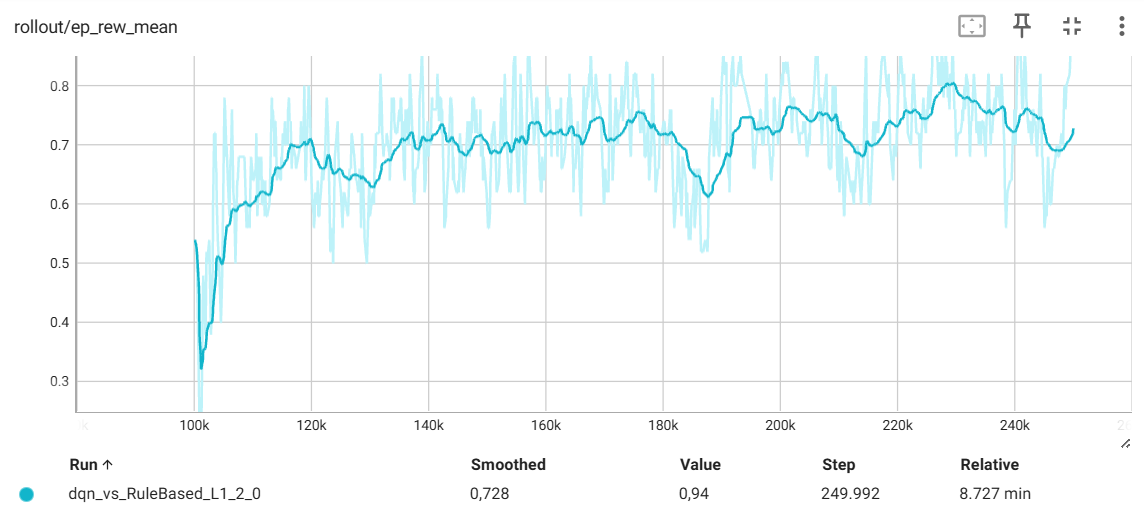 rollout/ep_rew_mean
0.8
0.7
0.6
0.5
0.4
0.3
100k 120k 140k 160k 180k 200k 220k 240k
Run ↑ Smoothed Value Step Relative
dqn_vs_RuleBased_L1_2_0 0,728 0,94 249.992 8.727 min